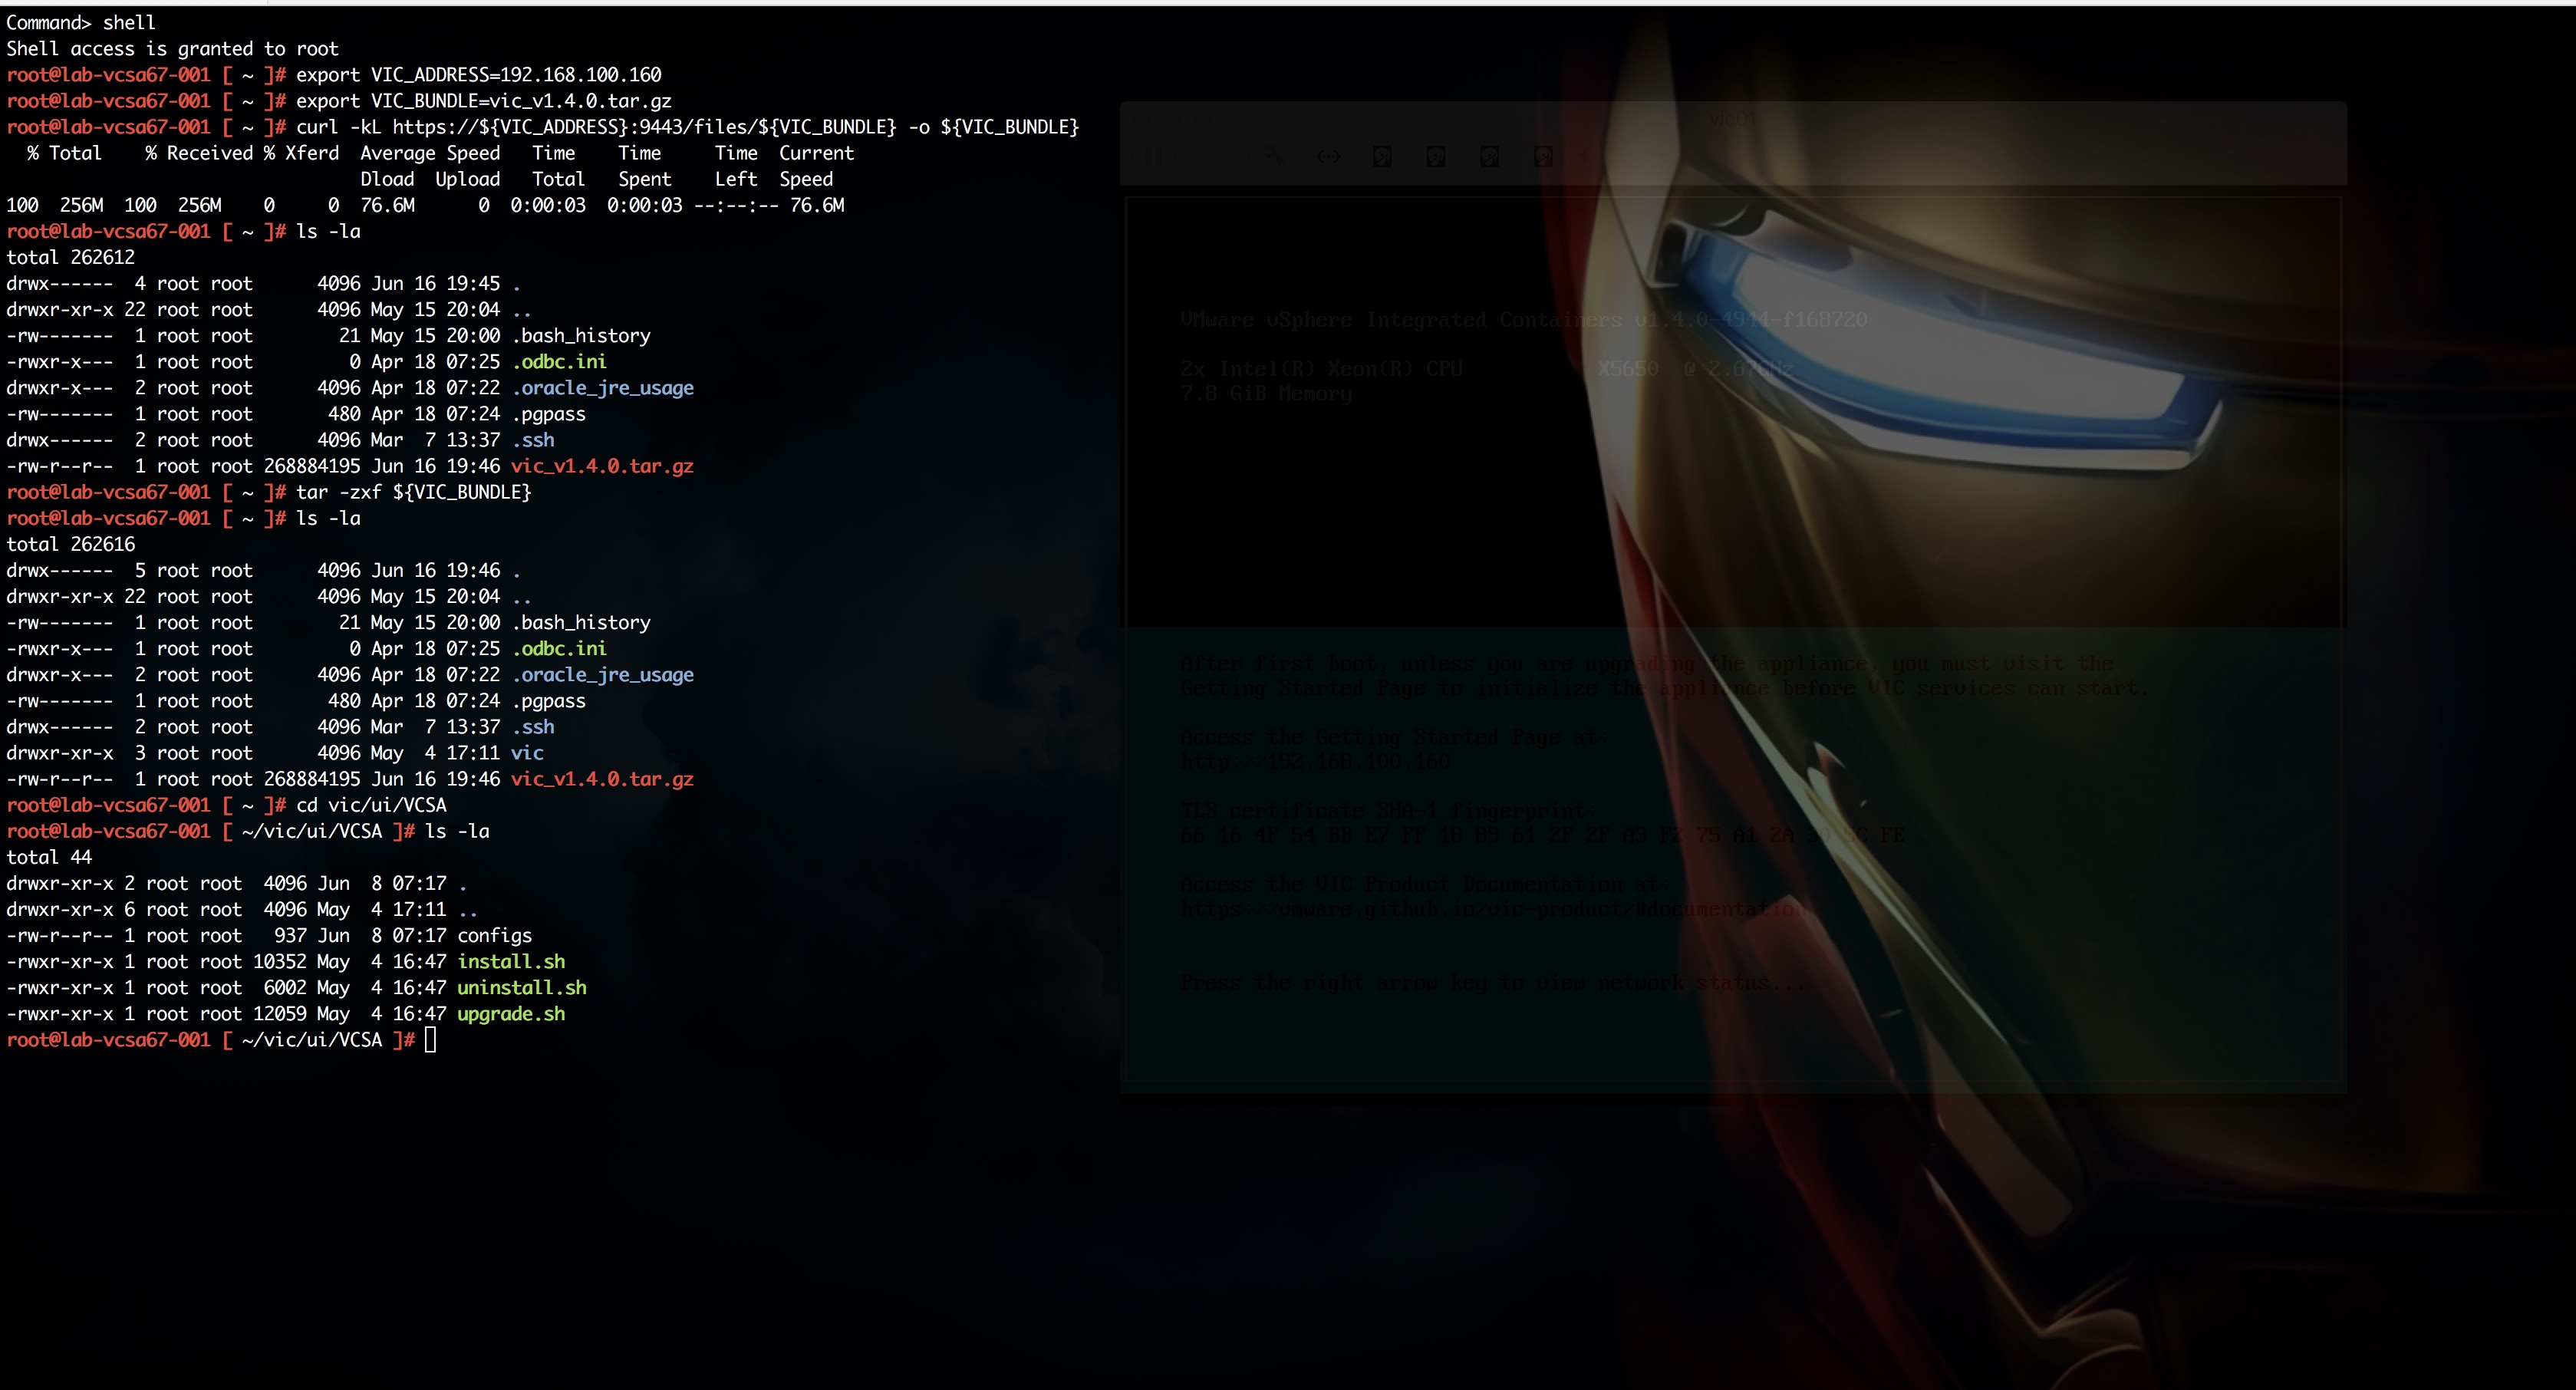 Command> shell
Shell access is granted to root
root@lab-vcsa67-001 [ ~ ]# export VIC_ADDRESS=192.168.100.160
root@lab-vcsa67-001 [ ~ ]# export VIC_BUNDLE=vic_v1.4.0.tar.gz
root@lab-vcsa67-001 [ ~ ]# curl -kL https://${VIC_ADDRESS}:9443/files/${VIC_BUNDLE} -o ${VIC_BUNDLE}
  % Total    % Received % Xferd  Average Speed   Time    Time     Time  Current
                                 Dload  Upload   Total   Spent    Left  Speed
100  256M  100  256M    0     0  76.6M      0  0:00:03  0:00:03 --:--:-- 76.6M
root@lab-vcsa67-001 [ ~ ]# ls -la
total 262612
drwx------  4 root root      4096 Jun 16 19:45 .
drwxr-xr-x 22 root root      4096 May 15 20:04 ..
-rw-------  1 root root        21 May 15 20:00 .bash_history
-rwxr-x---  1 root root         0 Apr 18 07:25 .odbc.ini
drwxr-x---  2 root root      4096 Apr 18 07:22 .oracle_jre_usage
-rw-------  1 root root       480 Apr 18 07:24 .pgpass
drwx------  2 root root      4096 Mar  7 13:37 .ssh
-rw-r--r--  1 root root 268884195 Jun 16 19:46 vic_v1.4.0.tar.gz
root@lab-vcsa67-001 [ ~ ]# tar -zxf ${VIC_BUNDLE}
root@lab-vcsa67-001 [ ~ ]# ls -la
total 262616
drwx------  5 root root      4096 Jun 16 19:46 .
drwxr-xr-x 22 root root      4096 May 15 20:04 ..
-rw-------  1 root root        21 May 15 20:00 .bash_history
-rwxr-x---  1 root root         0 Apr 18 07:25 .odbc.ini
drwxr-x---  2 root root      4096 Apr 18 07:22 .oracle_jre_usage
-rw-------  1 root root       480 Apr 18 07:24 .pgpass
drwx------  2 root root      4096 Mar  7 13:37 .ssh
drwxr-xr-x  3 root root      4096 May  4 17:11 vic
-rw-r--r--  1 root root 268884195 Jun 16 19:46 vic_v1.4.0.tar.gz
root@lab-vcsa67-001 [ ~ ]# cd vic/ui/VCSA
root@lab-vcsa67-001 [ ~/vic/ui/VCSA ]# ls -la
total 44
drwxr-xr-x 2 root root  4096 Jun  8 07:17 .
drwxr-xr-x 6 root root  4096 May  4 17:11 ..
-rw-r--r-- 1 root root   937 Jun  8 07:17 configs
-rwxr-xr-x 1 root root 10352 May  4 16:47 install.sh
-rwxr-xr-x 1 root root  6002 May  4 16:47 uninstall.sh
-rwxr-xr-x 1 root root 12059 May  4 16:47 upgrade.sh
root@lab-vcsa67-001 [ ~/vic/ui/VCSA ]#
VMware vSphere Integrated Containers v1.4.0-4944-f168720
2x Intel(R) Xeon(R) CPU           X5650  @ 2.67GHz
7.8 GiB Memory
After first boot, unless you are upgrading the appliance, you must visit the
Getting Started Page to initialize the appliance before VIC services can start.
Access the Getting Started Page at:
http://192.168.100.160
TLS certificate SHA-1 fingerprint:
66 16 4F 54 BB E7 FF 18 89 61 2F 2F A3 F2 75 A1 2A FE
Access the VIC Product Documentation at:
https://vmware.github.io/vic-product/#documentation
Press the right arrow key to view network status...